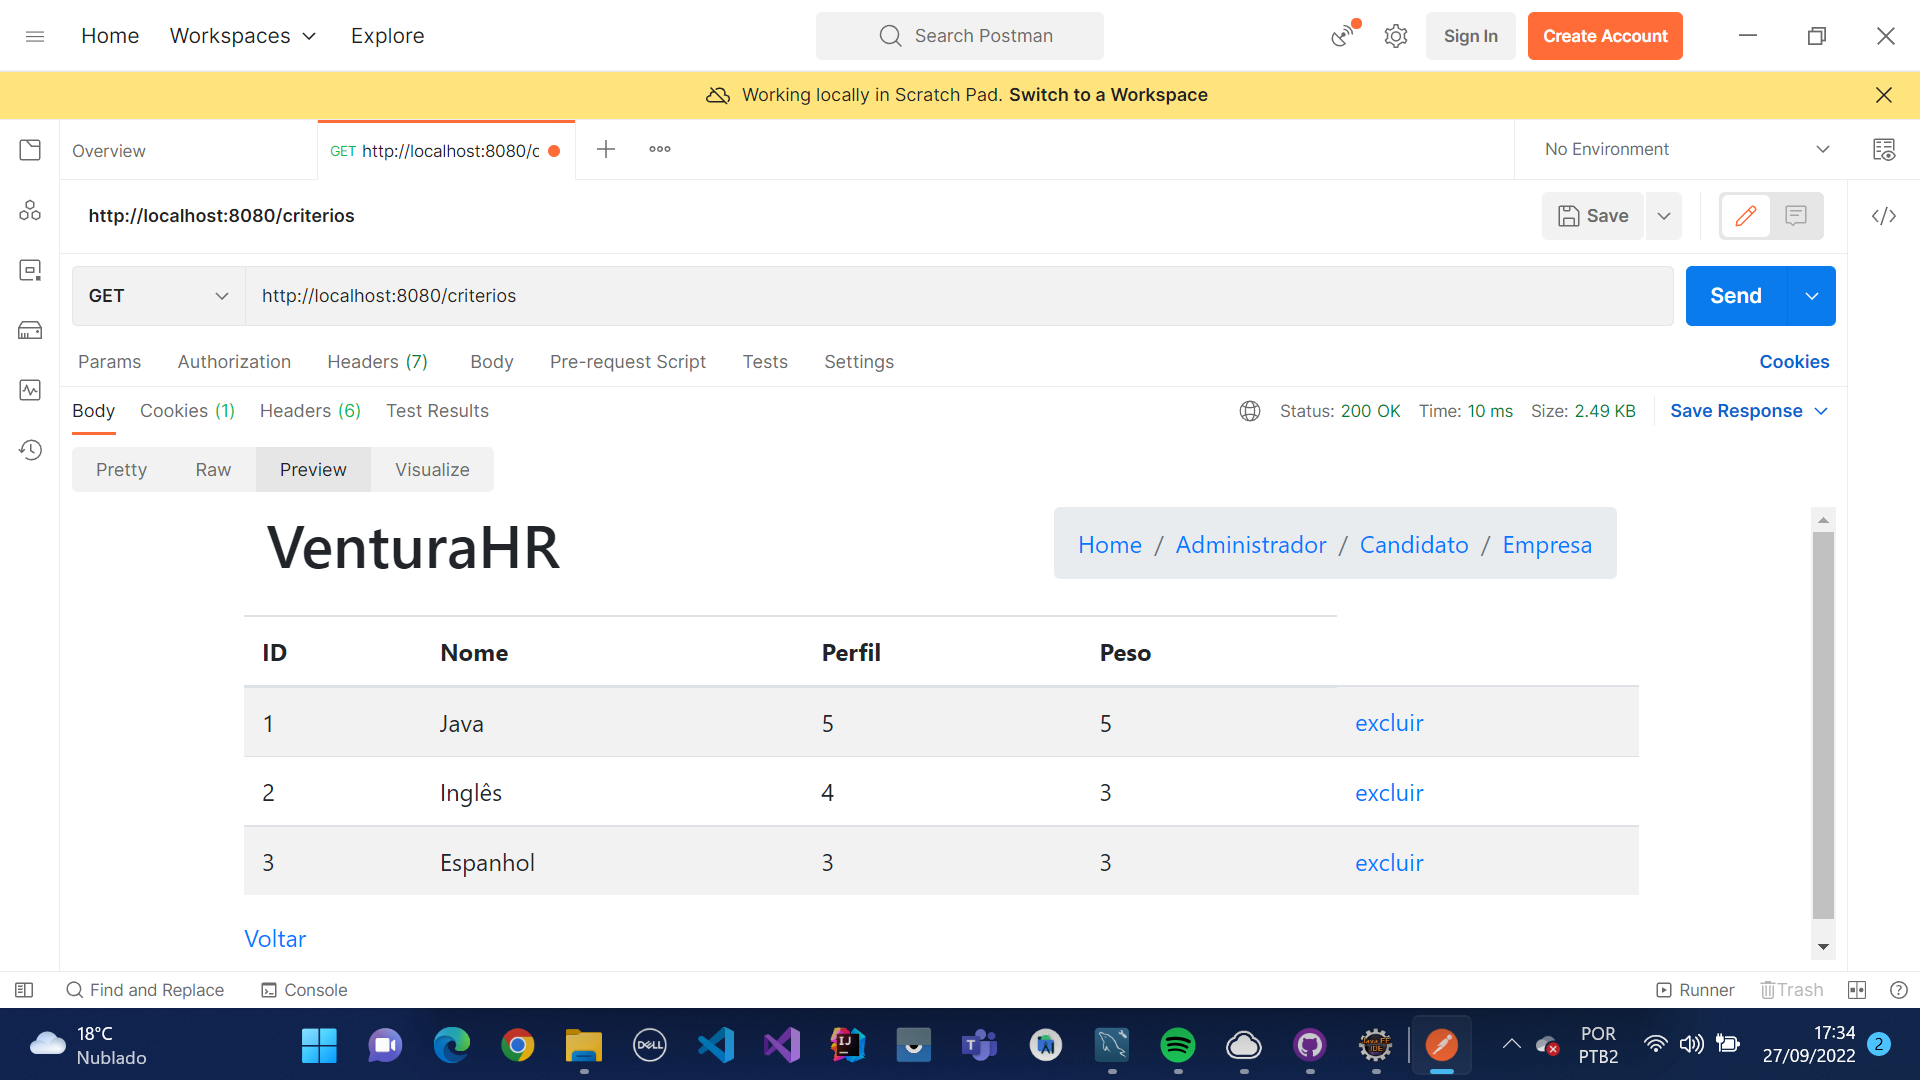 Home Workspaces Explore Search Postman Sign In Create Account
Working locally in Scratch Pad. Switch to a Workspace
Overview GET http://localhost:8080/c No Environment
http://localhost:8080/criterios Save
GET http://localhost:8080/criterios Send
Params Authorization Headers (7) Body Pre-request Script Tests Settings Cookies
Body Cookies (1) Headers (6) Test Results Status: 200 OK Time: 10 ms Size: 2.49 KB Save Response
Pretty Raw Preview Visualize
VenturaHR Home / Administrador / Candidato / Empresa
ID Nome Perfil Peso
1 Java 5 5 excluir
2 Inglês 4 3 excluir
3 Espanhol 3 3 excluir
Voltar
Find and Replace Console Runner Trash
18°C POR 17:34
Nublado PTB2 27/09/2022 2
DELL
IJ
T
Java EE
IDE